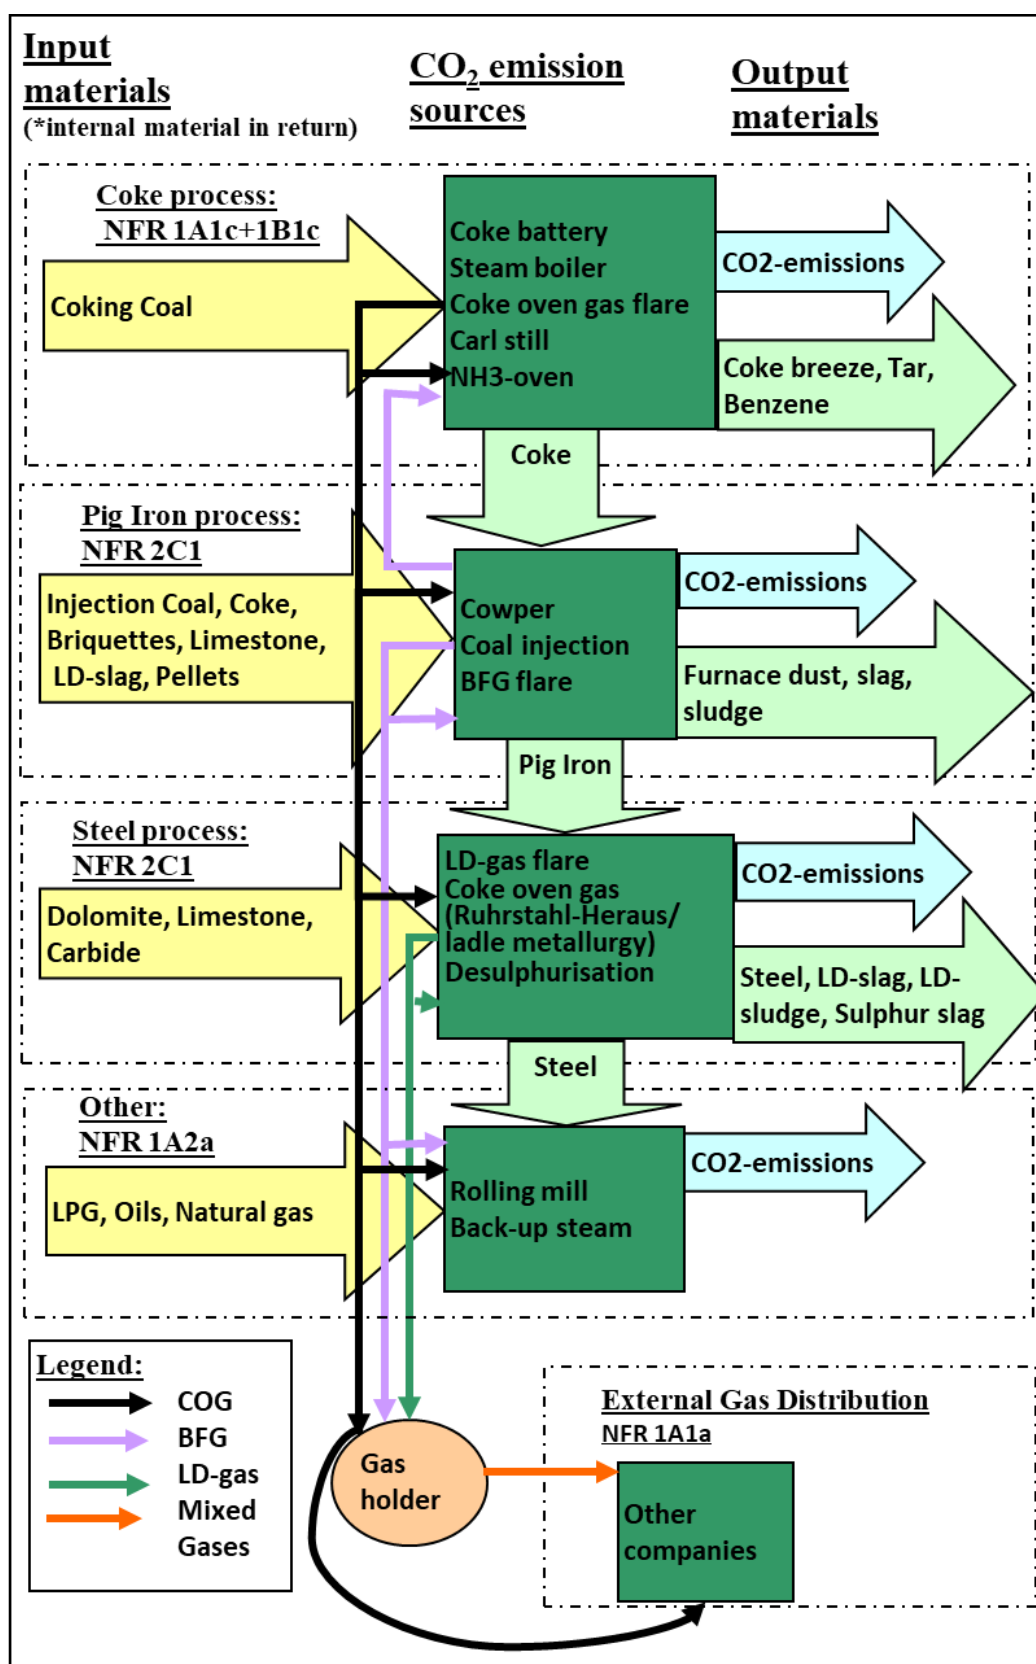 Input
materials
(*internal material in return)
CO2 emission
sources
Output
materials
Coke process:
NFR 1A1c+1B1c
Coking Coal
Coke battery
Steam boiler
Coke oven gas flare
Carl still
NH3-oven
CO2-emissions
Coke breeze, Tar,
Benzene
Coke
Pig Iron process:
NFR 2C1
Injection Coal, Coke,
Briquettes, Limestone,
LD-slag, Pellets
Cowper
Coal injection
BFG flare
CO2-emissions
Furnace dust, slag,
sludge
Pig Iron
Steel process:
NFR 2C1
Dolomite, Limestone,
Carbide
LD-gas flare
Coke oven gas
(Ruhrstahl-Heraus/
ladle metallurgy)
Desulphurisation
CO2-emissions
Steel, LD-slag, LD-
sludge, Sulphur slag
Steel
Other:
NFR 1A2a
LPG, Oils, Natural gas
Rolling mill
Back-up steam
CO2-emissions
Legend:
COG
BFG
LD-gas
Mixed
Gases
Gas
holder
External Gas Distribution
NFR 1A1a
Other
companies